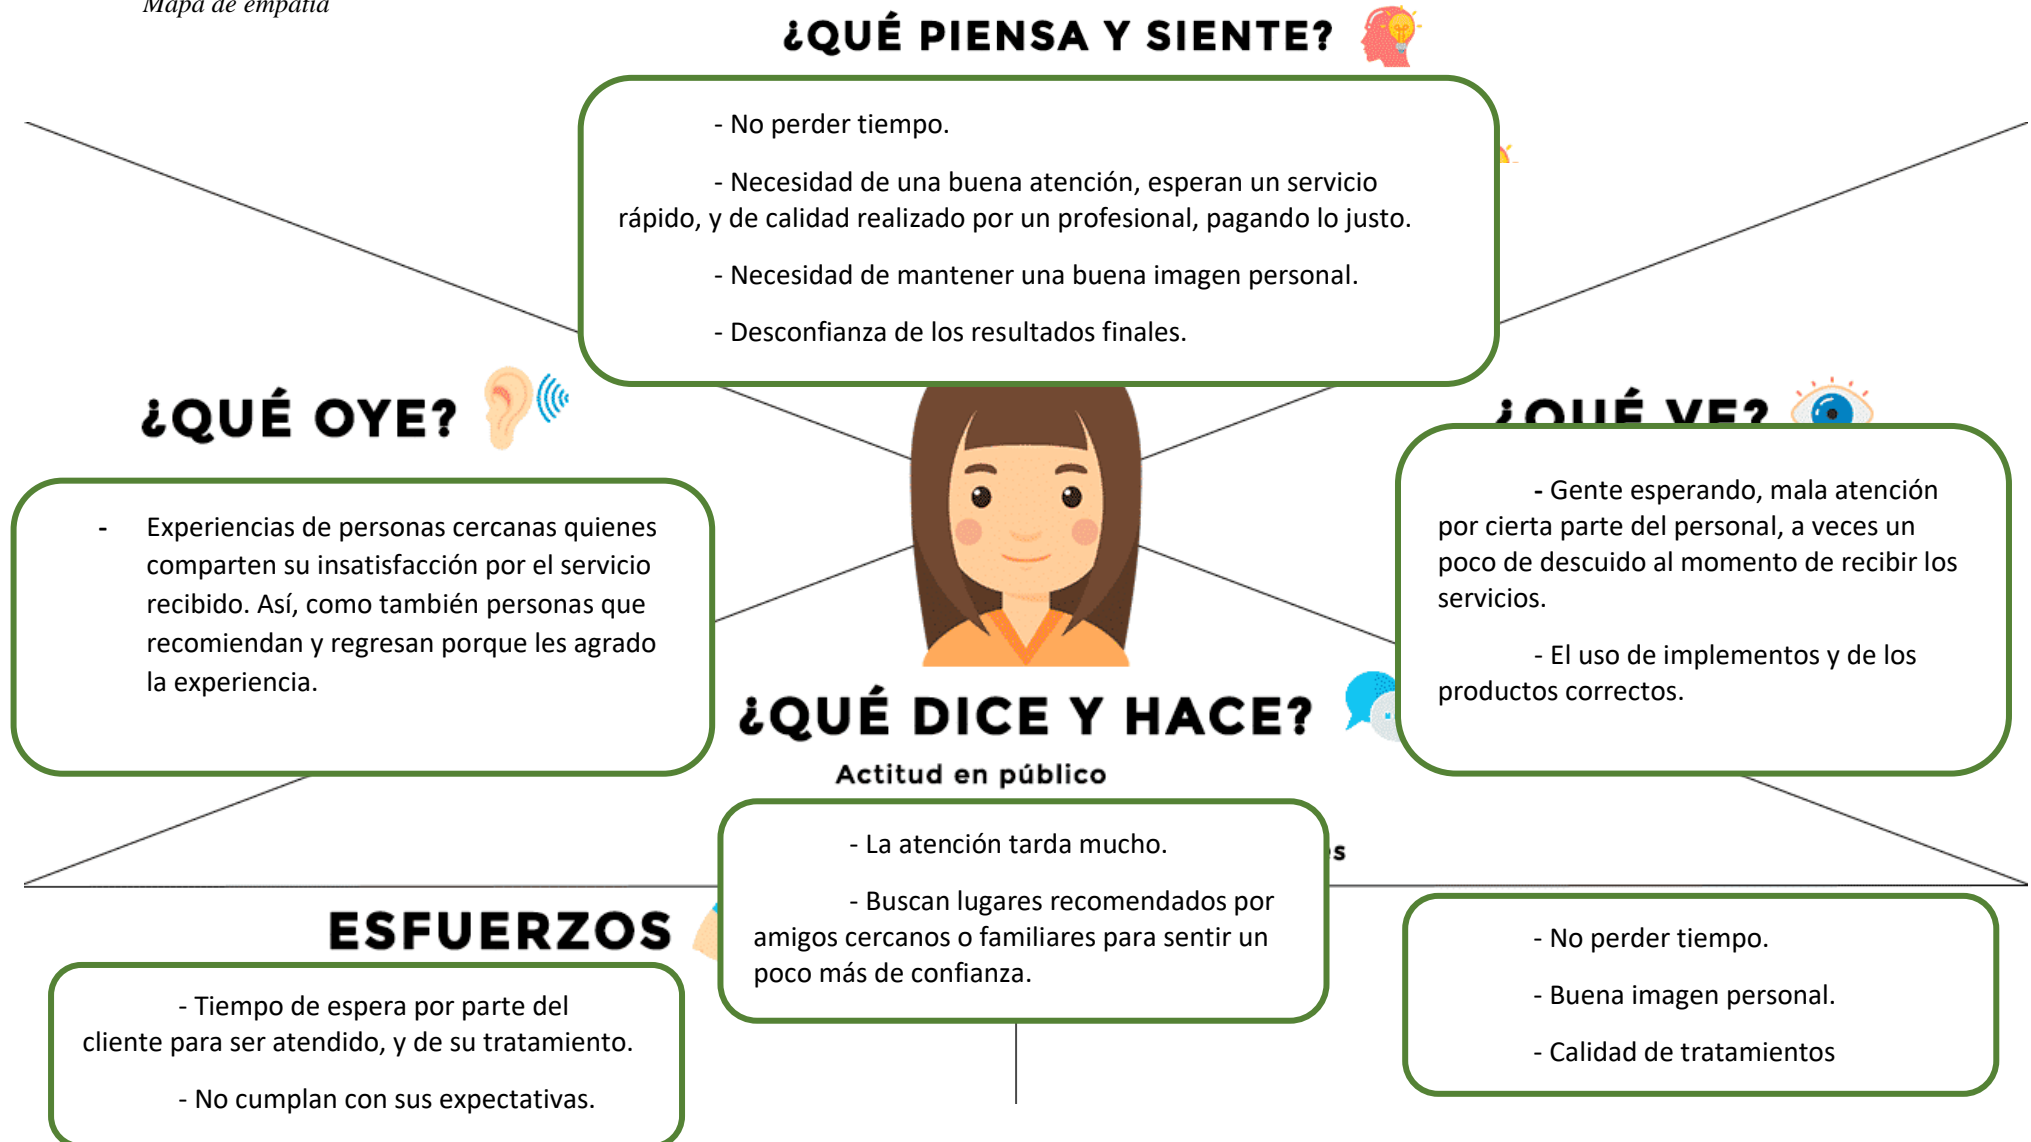 Mapa de empatía
¿QUÉ PIENSA Y SIENTE?
- No perder tiempo.
- Necesidad de una buena atención, esperan un servicio
rápido, y de calidad realizado por un profesional, pagando lo justo.
- Necesidad de mantener una buena imagen personal.
- Desconfianza de los resultados finales.
¿QUÉ OYE?
- Experiencias de personas cercanas quienes
comparten su insatisfacción por el servicio
recibido. Así, como también personas que
recomiendan y regresan porque les agrado
la experiencia.
¿QUÉ VE?
- Gente esperando, mala atención
por cierta parte del personal, a veces un
poco de descuido al momento de recibir los
servicios.
- El uso de implementos y de los
productos correctos.
¿QUÉ DICE Y HACE?
Actitud en público
- La atención tarda mucho.
- Buscan lugares recomendados por
amigos cercanos o familiares para sentir un
poco más de confianza.
ESFUERZOS
- Tiempo de espera por parte del
cliente para ser atendido, y de su tratamiento.
- No cumplan con sus expectativas.
- No perder tiempo.
- Buena imagen personal.
- Calidad de tratamientos